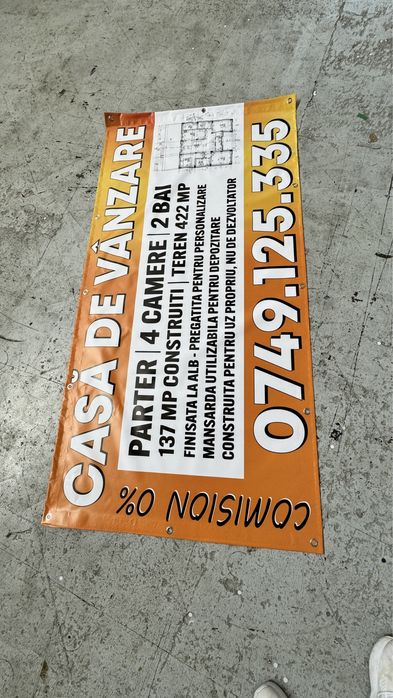 CASĂ DE VÂNZARE
PARTER | 4 CAMERE | 2 BAI
137 MP CONSTRUITI | TEREN 422 MP
FINISATA LA ALB - PREGATITA PENTRU PERSONALIZARE
MANSARDA UTILIZABILA PENTRU DEPOZITARE
CONSTRUITA PENTRU UZ PROPRIU, NU DE DEZVOLTATOR
0749.125.335
COMISION 0%